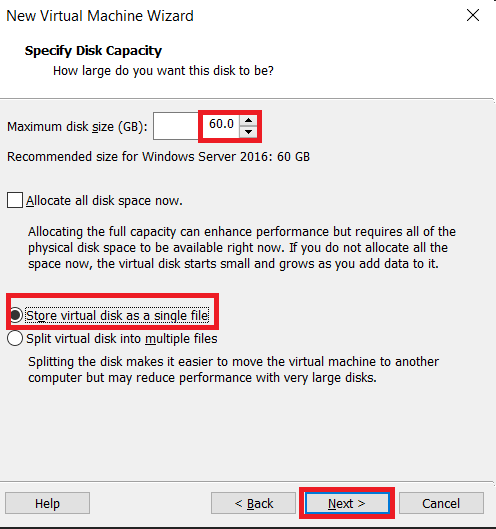 New Virtual Machine Wizard
Specify Disk Capacity
How large do you want this disk to be?
Maximum disk size (GB): 60.0
Recommended size for Windows Server 2016: 60 GB
Allocate all disk space now.
Allocating the full capacity can enhance performance but requires all of the
physical disk space to be available right now. If you do not allocate all the
space now, the virtual disk starts small and grows as you add data to it.
Store virtual disk as a single file
Split virtual disk into multiple files
Splitting the disk makes it easier to move the virtual machine to another
computer but may reduce performance with very large disks.
Help < Back Next > Cancel